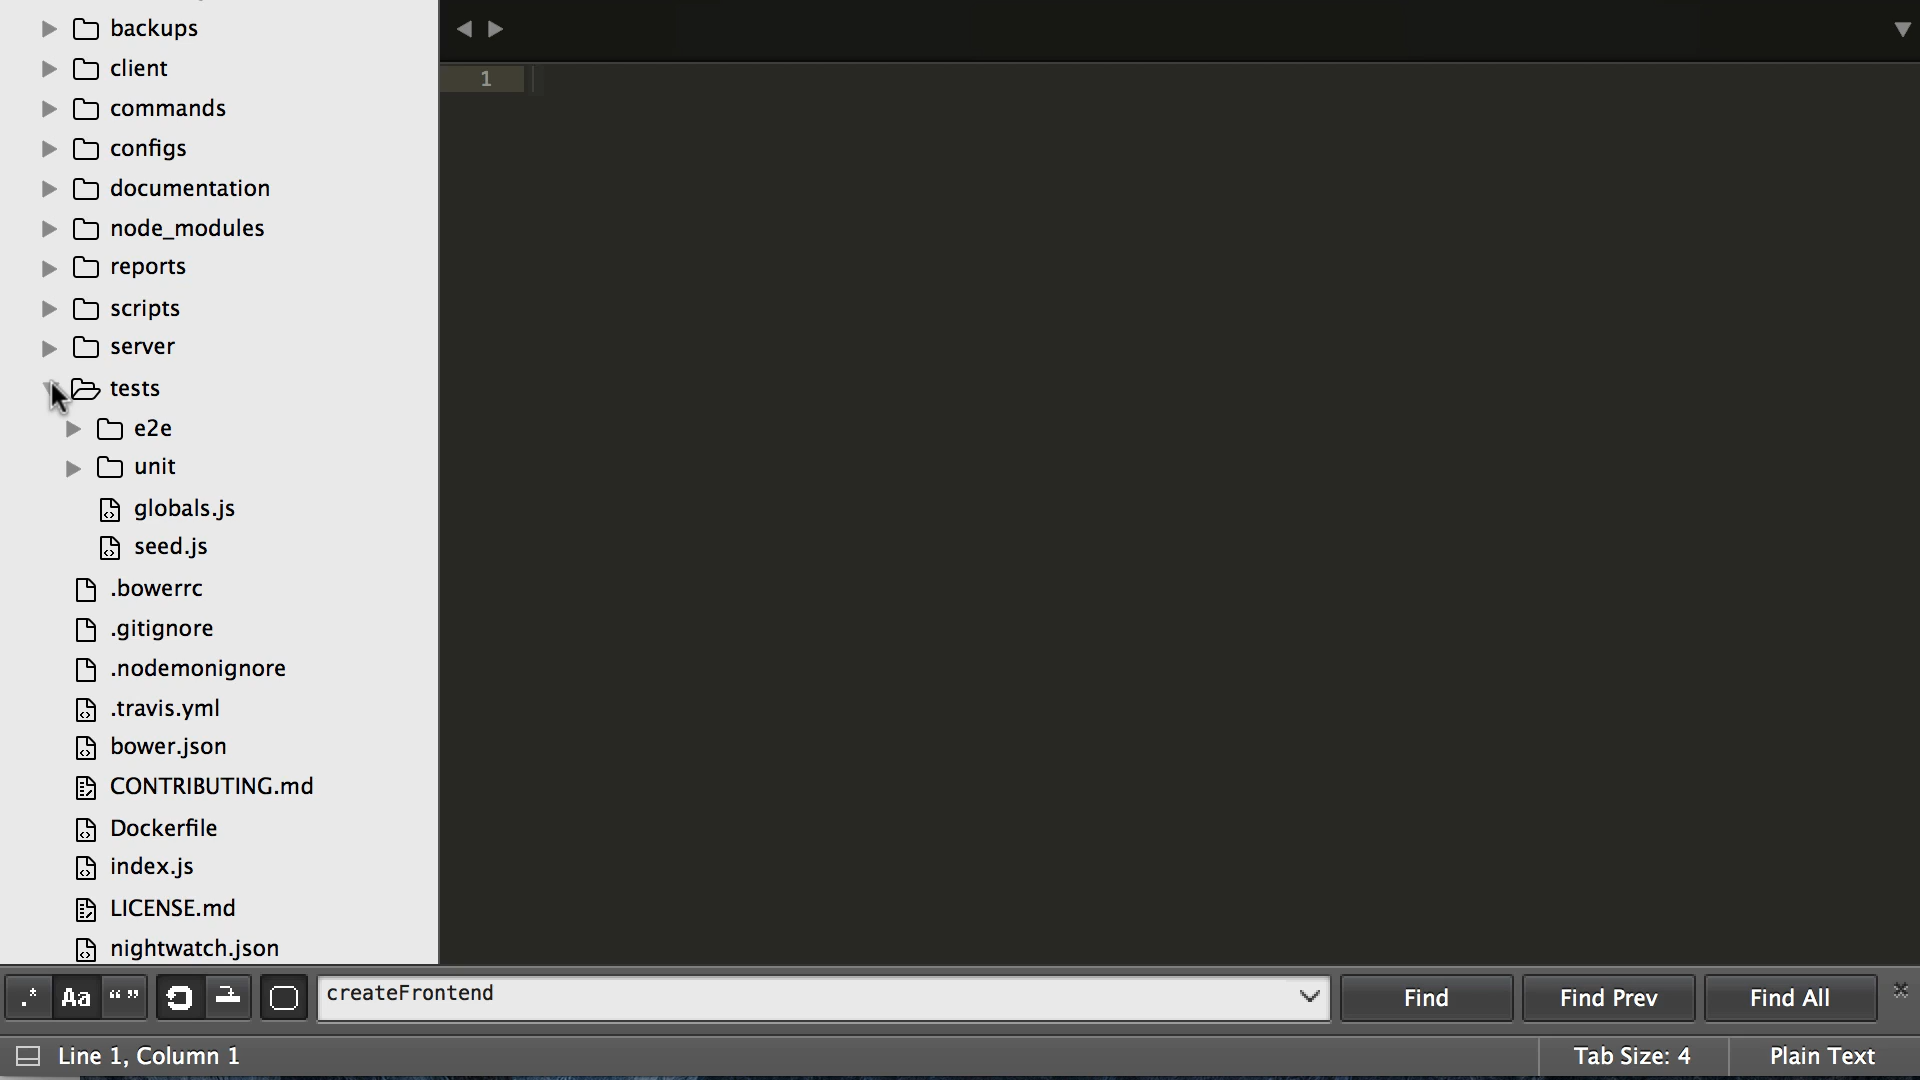 backups
client
commands
configs
documentation
node_modules
reports
scripts
server
tests
e2e
unit
globals.js
seed.js
.bowerrc
.gitignore
.nodemonignore
.travis.yml
bower.json
CONTRIBUTING.md
Dockerfile
index.js
LICENSE.md
nightwatch.json
1
.* Aa “” createFrontend Find Find Prev Find All
Line 1, Column 1 Tab Size: 4 Plain Text